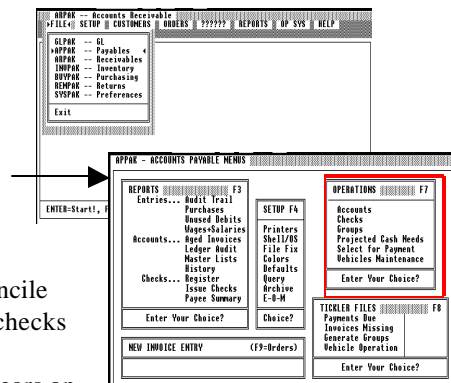 ARPAK -- Accounts Receivable
FILE SETUP CUSTOMERS ORDERS ?????? REPORTS OP SYS HELP
GLPAK -- GL
APPAK -- Payables
ARPAK -- Receivables
INVPAK -- Inventory
BUYPAK -- Purchasing
REMPAK -- Returns
SYSPAK -- Preferences
Exit
ENTER=Start!, F
APPAK - ACCOUNTS PAYABLE MENUS
REPORTS F3
Entries... Audit Trail
Purchases
Unused Debits
Wages+Salaries
Accounts... Aged Invoices
Ledger Audit
Master Lists
History
Checks... Register
Issue Checks
Payee Summary
Enter Your Choice?
SETUP F4
Printers
Shell/OS
File Fix
Colors
Defaults
Query
Archive
E-O-M
Choice?
OPERATIONS F7
Accounts
Checks
Groups
Projected Cash Needs
Select for Payment
Vehicles Maintenance
Enter Your Choice?
TICKLER FILES F8
Payments Due
Invoices Missing
Generate Groups
Vehicle Operation
Enter Your Choice?
NEW INVOICE ENTRY (F9=Orders)
ncile
checks